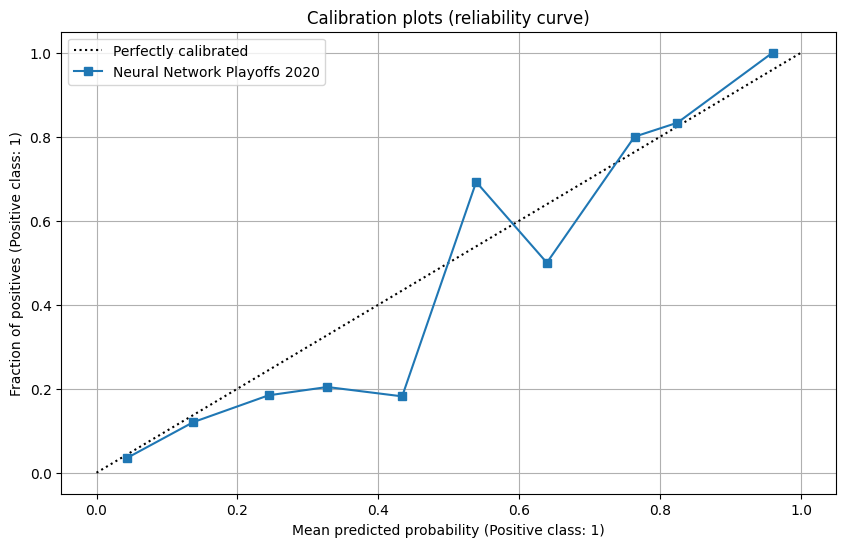 Calibration plots (reliability curve)
Perfectly calibrated
Neural Network Playoffs 2020
Fraction of positives (Positive class: 1)
1.0
0.8
0.6
0.4
0.2
0.0
0.0 0.2 0.4 0.6 0.8 1.0
Mean predicted probability (Positive class: 1)